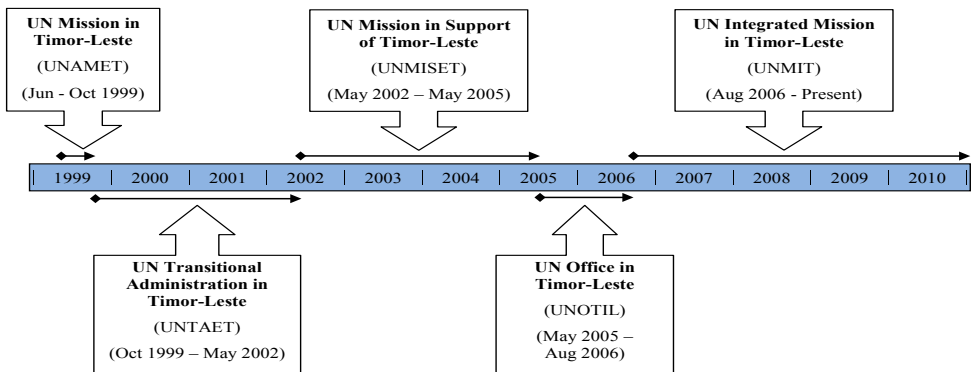 UN Mission in
Timor-Leste
(UNAMET)
(Jun - Oct 1999)
UN Mission in Support
of Timor-Leste
(UNMISET)
(May 2002 – May 2005)
UN Integrated Mission
in Timor-Leste
(UNMIT)
(Aug 2006 - Present)
1999 2000 2001 2002 2003 2004 2005 2006 2007 2008 2009 2010
UN Transitional
Administration in
Timor-Leste
(UNTAET)
(Oct 1999 – May 2002)
UN Office in
Timor-Leste
(UNOTIL)
(May 2005 –
Aug 2006)